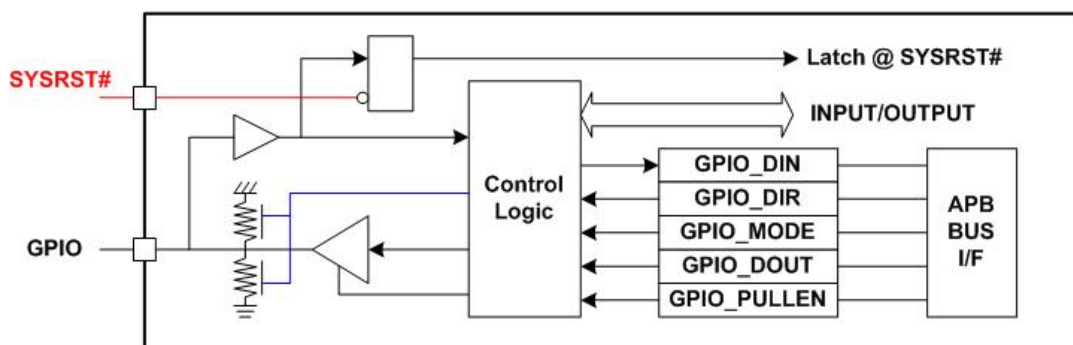 Latch @ SYSRST#
SYSRST#
INPUT/OUTPUT
GPIO_DIN
Control
Logic
GPIO_DIR
APB
BUS
I/F
GPIO_MODE
GPIO
GPIO_DOUT
GPIO_PULLEN